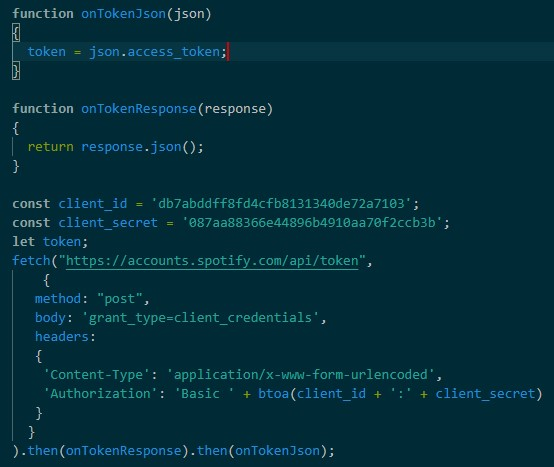 function onTokenJson(json)
{
  token = json.access_token;
}

function onTokenResponse(response)
{
  return response.json();
}

const client_id = 'db7abddff8fd4cfb8131340de72a7103';
const client_secret = '087aa88366e44896b4910aa70f2ccb3b';
let token;
fetch("https://accounts.spotify.com/api/token",
    {
   method: "post",
   body: 'grant_type=client_credentials',
   headers:
   {
    'Content-Type': 'application/x-www-form-urlencoded',
    'Authorization': 'Basic ' + btoa(client_id + ':' + client_secret)
   }
  }
).then(onTokenResponse).then(onTokenJson);